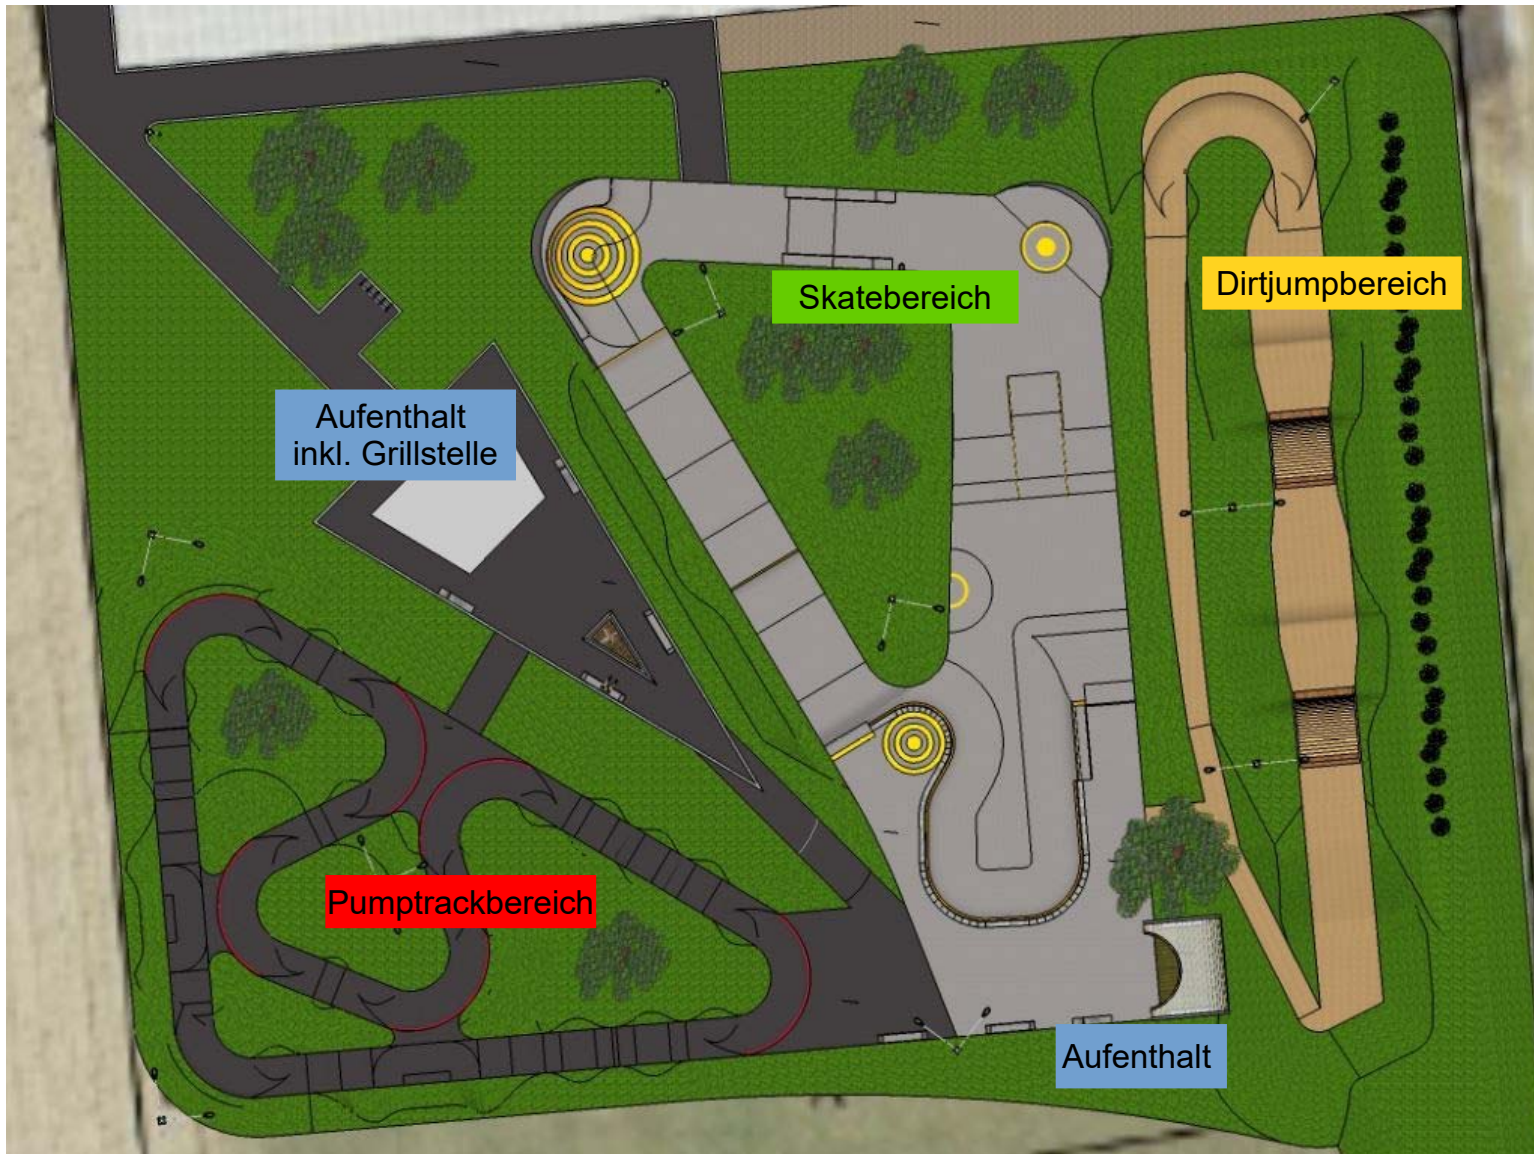 Skatebereich
Dirtjumpbereich
Aufenthalt
inkl. Grillstelle
Pumptrackbereich
Aufenthalt